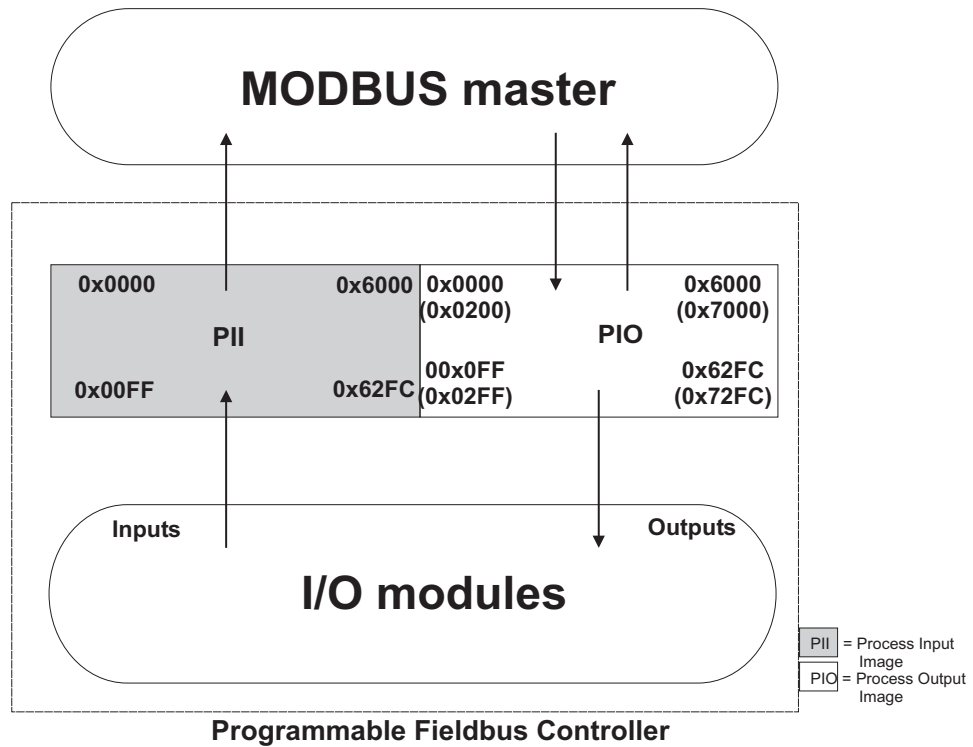 MODBUS master
0x0000
0x6000
0x0000
(0x0200)
0x6000
(0x7000)
PII
PIO
0x00FF
0x62FC
00x0FF
(0x02FF)
0x62FC
(0x72FC)
Inputs
Outputs
I/O modules
PII = Process Input
Image
PIO = Process Output
Image
Programmable Fieldbus Controller